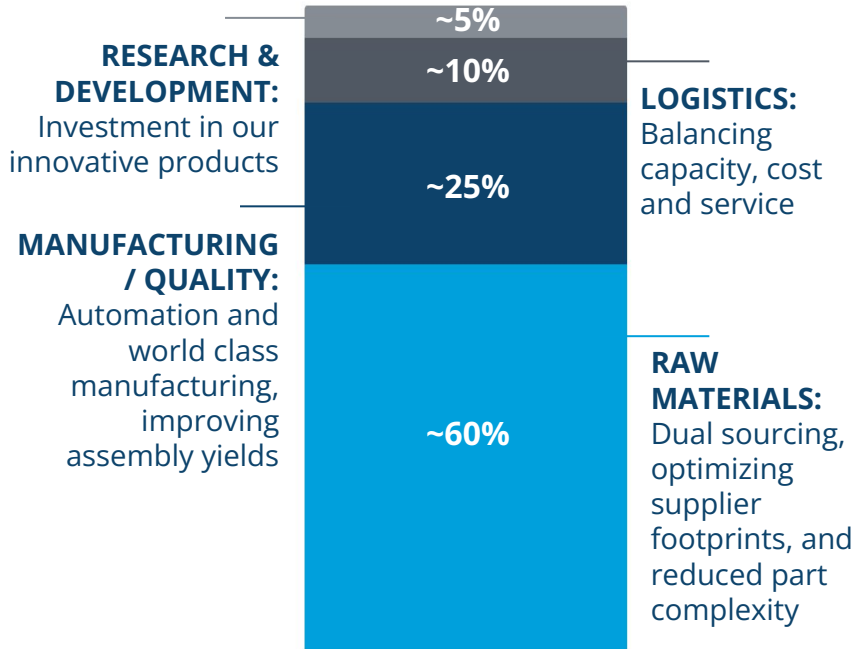 ~5%
RESEARCH &
DEVELOPMENT:
Investment in our
innovative products
~10%
LOGISTICS:
Balancing
capacity, cost
and service
~25%
MANUFACTURING
/ QUALITY:
Automation and
world class
manufacturing,
improving
assembly yields
~60%
RAW
MATERIALS:
Dual sourcing,
optimizing
supplier
footprints, and
reduced part
complexity